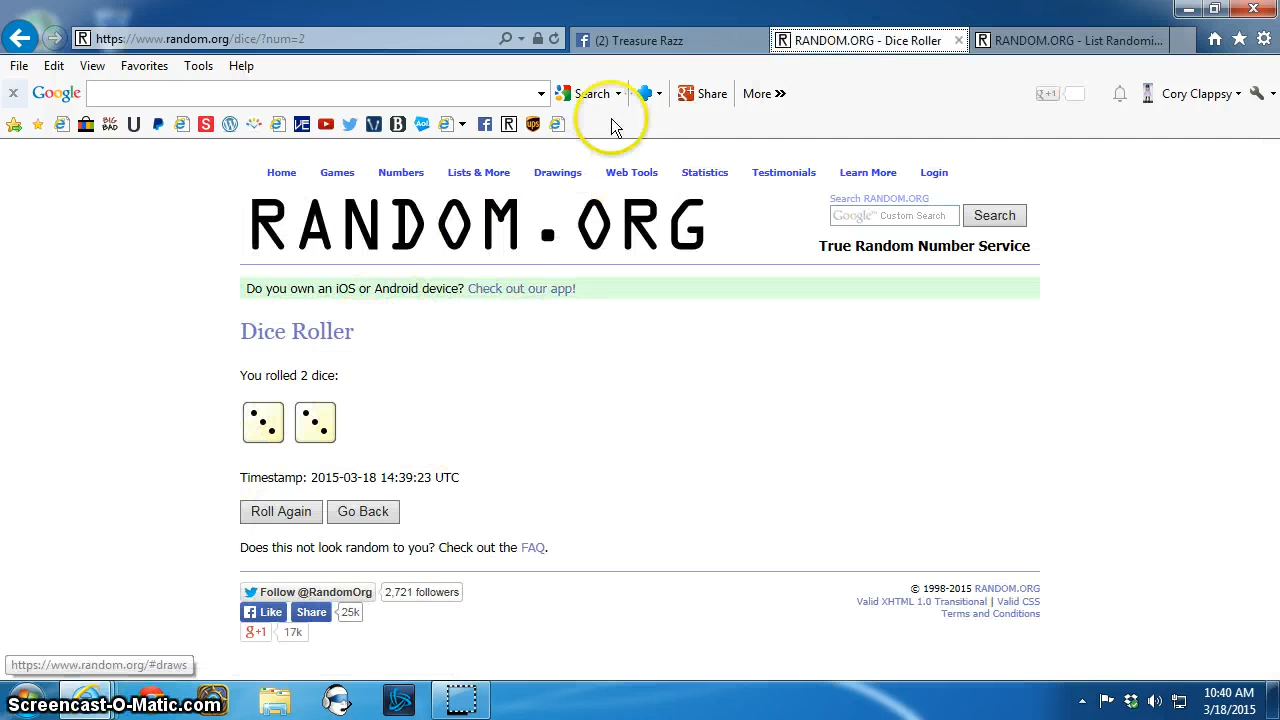 https://www.random.org/dice/?num=2
(2) Treasure Razz
RANDOM.ORG - Dice Roller
RANDOM.ORG - List Randomi...
File Edit View Favorites Tools Help
Google Search Share More »
g+1
Cory Clappsy
BIG BAD
Home Games Numbers Lists & More Drawings Web Tools Statistics Testimonials Learn More Login
RANDOM.ORG
Search RANDOM.ORG
Google™ Custom Search Search
True Random Number Service
Do you own an iOS or Android device? Check out our app!
Dice Roller
You rolled 2 dice:
Timestamp: 2015-03-18 14:39:23 UTC
Roll Again Go Back
Does this not look random to you? Check out the FAQ.
Follow @RandomOrg 2,721 followers
Like Share 25k
g+1 17k
© 1998-2015 RANDOM.ORG
Valid XHTML 1.0 Transitional | Valid CSS
Terms and Conditions
https://www.random.org/#draws
Screencast-O-Matic.com
10:40 AM
3/18/2015